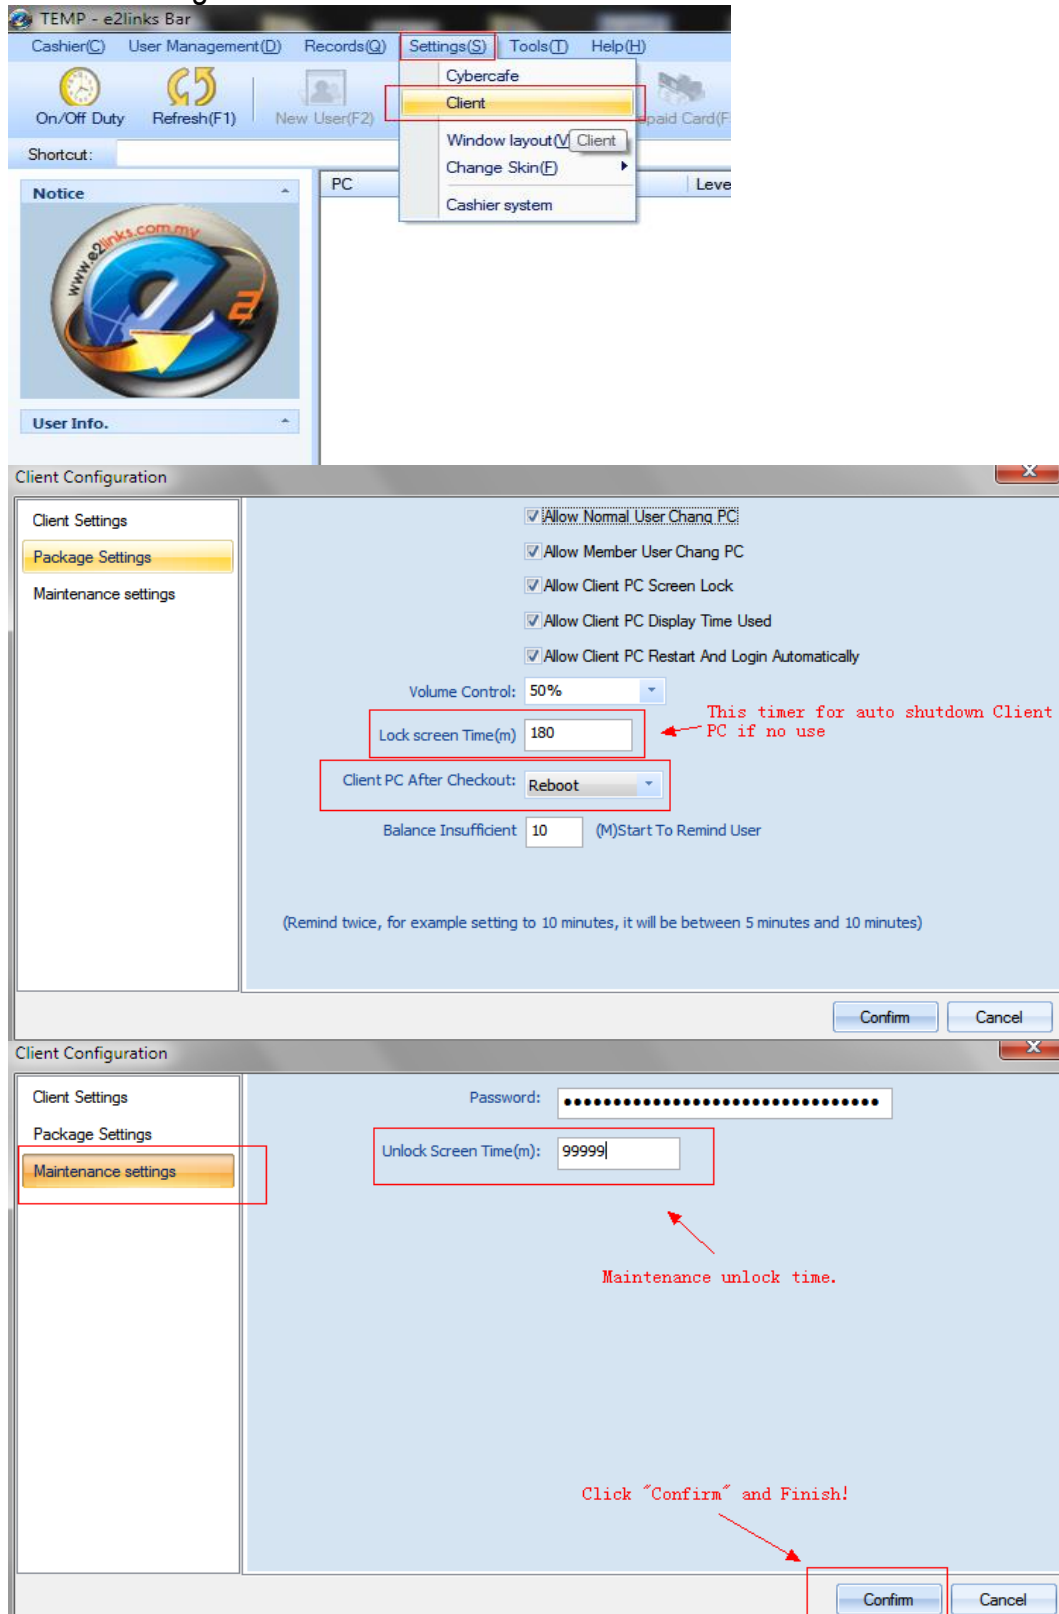 TEMP - e2links Bar
Cashier(C) User Management(D) Records(Q) Settings(S) Tools(T) Help(H)
Cybercafe
Client
On/Off Duty Refresh(F1) New User(F2) epaid Card(F
Window layout(V Client
Shortcut:
Change Skin(F)
Notice PC Leve
Cashier system
www.e2links.com.my
User Info.
Client Configuration
Client Settings
Package Settings
Maintenance settings
Allow Normal User Chang PC
Allow Member User Chang PC
Allow Client PC Screen Lock
Allow Client PC Display Time Used
Allow Client PC Restart And Login Automatically
Volume Control: 50%
This timer for auto shutdown Client
PC if no use
Lock screen Time(m) 180
Client PC After Checkout: Reboot
Balance Insufficient 10 (M)Start To Remind User
(Remind twice, for example setting to 10 minutes, it will be between 5 minutes and 10 minutes)
Confirm Cancel
Client Configuration
Client Settings
Package Settings
Maintenance settings
Password: ••••••••••••••••••••••••••••••••
Unlock Screen Time(m): 99999
Maintenance unlock time.
Click "Confirm" and Finish!
Confirm Cancel